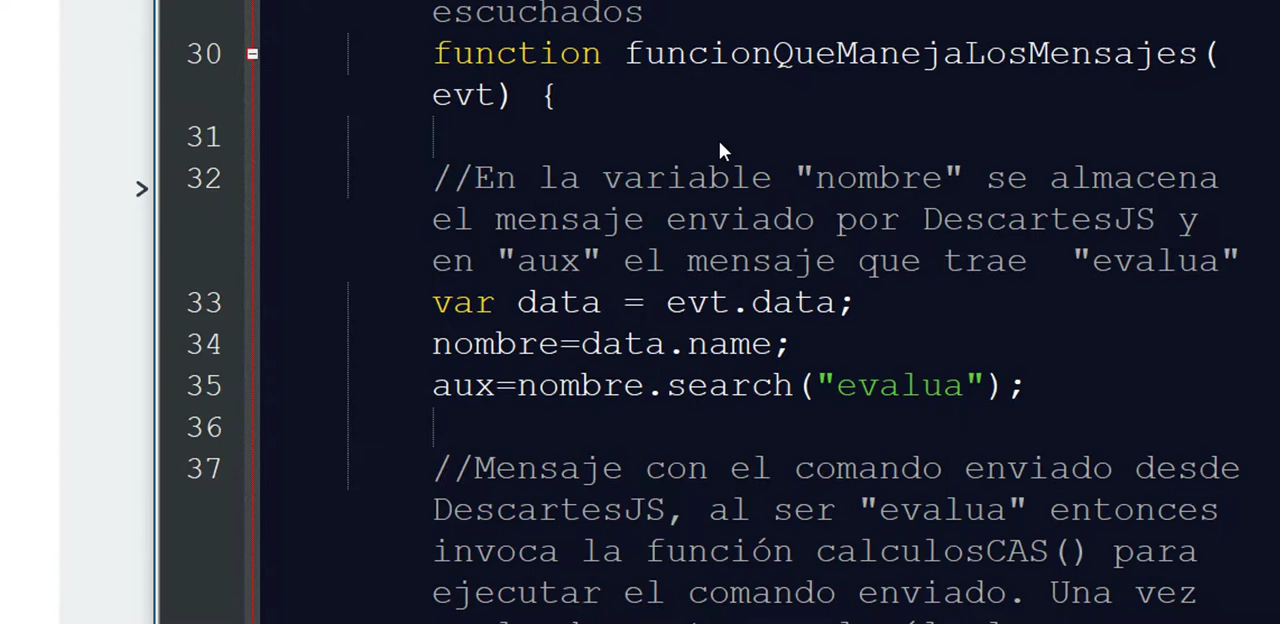 escuchados
30 function funcionQueManejaLosMensajes(
evt) {
31
32 //En la variable "nombre" se almacena
el mensaje enviado por DescartesJS y
en "aux" el mensaje que trae  "evalua"
33 var data = evt.data;
34 nombre=data.name;
35 aux=nombre.search("evalua");
36
37 //Mensaje con el comando enviado desde
DescartesJS, al ser "evalua" entonces
invoca la función calculosCAS() para
ejecutar el comando enviado. Una vez